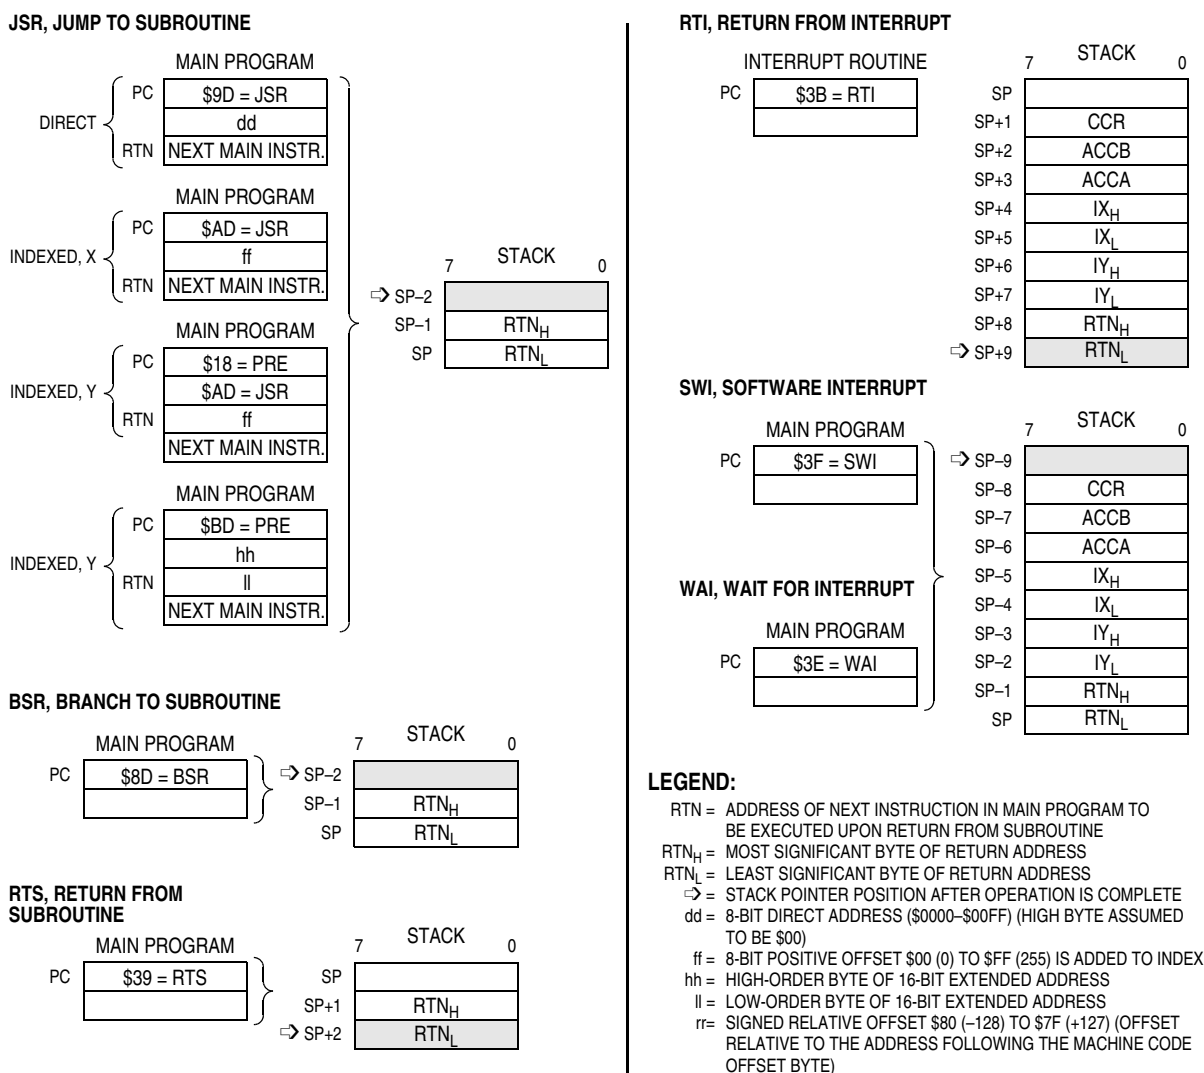 JSR, JUMP TO SUBROUTINE
MAIN PROGRAM
DIRECT
PC $9D = JSR
dd
RTN NEXT MAIN INSTR.
MAIN PROGRAM
INDEXED, X
PC $AD = JSR
ff
RTN NEXT MAIN INSTR.
MAIN PROGRAM
INDEXED, Y
PC $18 = PRE
$AD = JSR
RTN ff
NEXT MAIN INSTR.
MAIN PROGRAM
INDEXED, Y
PC $BD = PRE
hh
RTN ll
NEXT MAIN INSTR.
7 STACK 0
➩ SP–2
SP–1 RTNH
SP RTNL
BSR, BRANCH TO SUBROUTINE
MAIN PROGRAM
PC $8D = BSR
7 STACK 0
➩ SP–2
SP–1 RTNH
SP RTNL
RTS, RETURN FROM
SUBROUTINE
MAIN PROGRAM
PC $39 = RTS
7 STACK 0
SP
SP+1 RTNH
➩ SP+2 RTNL
RTI, RETURN FROM INTERRUPT
INTERRUPT ROUTINE
PC $3B = RTI
7 STACK 0
SP
SP+1 CCR
SP+2 ACCB
SP+3 ACCA
SP+4 IXH
SP+5 IXL
SP+6 IYH
SP+7 IYL
SP+8 RTNH
➩ SP+9 RTNL
SWI, SOFTWARE INTERRUPT
MAIN PROGRAM
PC $3F = SWI
WAI, WAIT FOR INTERRUPT
MAIN PROGRAM
PC $3E = WAI
7 STACK 0
➩ SP–9
SP–8 CCR
SP–7 ACCB
SP–6 ACCA
SP–5 IXH
SP–4 IXL
SP–3 IYH
SP–2 IYL
SP–1 RTNH
SP RTNL
LEGEND:
RTN = ADDRESS OF NEXT INSTRUCTION IN MAIN PROGRAM TO
BE EXECUTED UPON RETURN FROM SUBROUTINE
RTNH = MOST SIGNIFICANT BYTE OF RETURN ADDRESS
RTNL = LEAST SIGNIFICANT BYTE OF RETURN ADDRESS
➩ = STACK POINTER POSITION AFTER OPERATION IS COMPLETE
dd = 8-BIT DIRECT ADDRESS ($0000–$00FF) (HIGH BYTE ASSUMED
TO BE $00)
ff = 8-BIT POSITIVE OFFSET $00 (0) TO $FF (255) IS ADDED TO INDEX
hh = HIGH-ORDER BYTE OF 16-BIT EXTENDED ADDRESS
ll = LOW-ORDER BYTE OF 16-BIT EXTENDED ADDRESS
rr= SIGNED RELATIVE OFFSET $80 (–128) TO $7F (+127) (OFFSET
RELATIVE TO THE ADDRESS FOLLOWING THE MACHINE CODE
OFFSET BYTE)